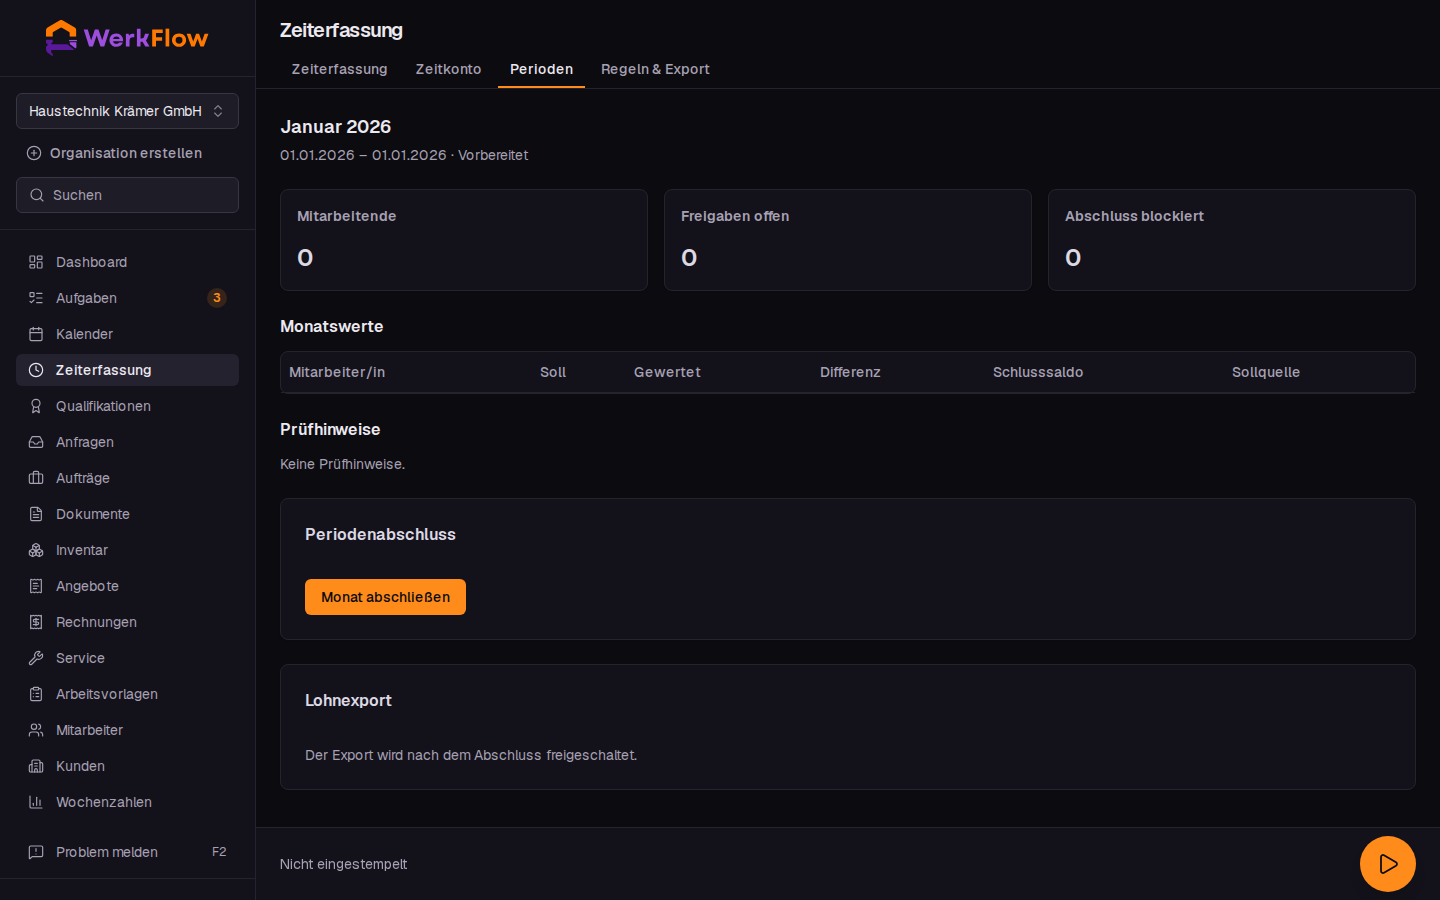 WerkFlow
Haustechnik Krämer GmbH
Organisation erstellen
Suchen
Dashboard
Aufgaben 3
Kalender
Zeiterfassung
Qualifikationen
Anfragen
Aufträge
Dokumente
Inventar
Angebote
Rechnungen
Service
Arbeitsvorlagen
Mitarbeiter
Kunden
Wochenzahlen
Problem melden F2
Zeiterfassung
Zeiterfassung Zeitkonto Perioden Regeln & Export
Januar 2026
01.01.2026 – 01.01.2026 · Vorbereitet
Mitarbeitende Freigaben offen Abschluss blockiert
0 0 0
Monatswerte
Mitarbeiter/in Soll Gewertet Differenz Schlusssaldo Sollquelle
Prüfhinweise
Keine Prüfhinweise.
Periodenabschluss
Monat abschließen
Lohnexport
Der Export wird nach dem Abschluss freigeschaltet.
Nicht eingestempelt